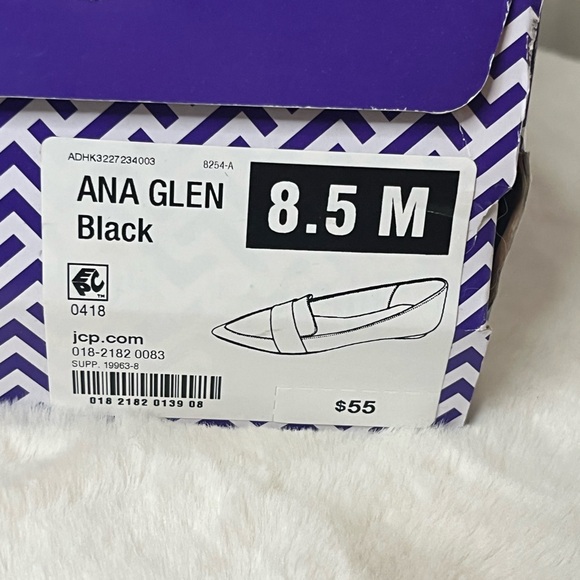 ADHK3227234003 8254-A
ANA GLEN
Black
8.5 M
EPC™
0418
jcp.com
018-2182 0083
SUPP. 19963-8
018 2182 0139 08
$55